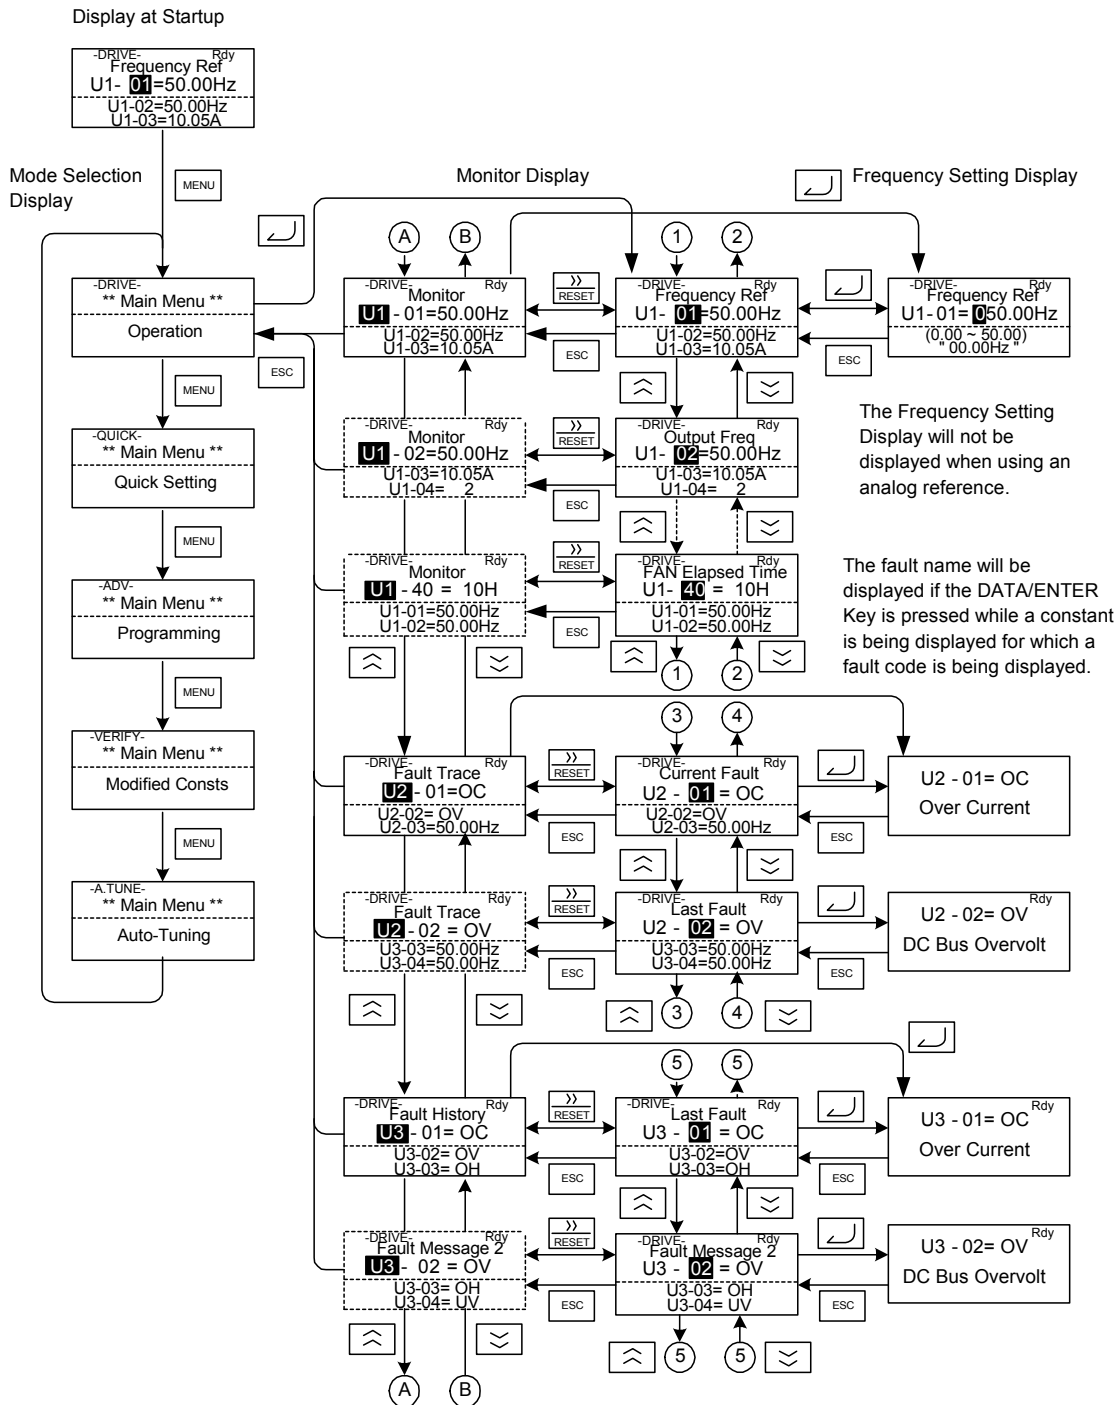 Display at Startup
-DRIVE- Rdy
Frequency Ref
U1- 01=50.00Hz
U1-02=50.00Hz
U1-03=10.05A
Mode Selection
Display
MENU
Monitor Display
Frequency Setting Display
A B 1 2
-DRIVE-
** Main Menu **
Operation
-DRIVE- Rdy
Monitor
U1 - 01=50.00Hz
U1-02=50.00Hz
U1-03=10.05A
RESET
ESC
-DRIVE- Rdy
Frequency Ref
U1- 01=50.00Hz
U1-02=50.00Hz
U1-03=10.05A
ESC
-DRIVE- Rdy
Frequency Ref
U1- 01= 050.00Hz
(0.00 ~ 50.00)
" 00.00Hz "
ESC
MENU
-QUICK-
** Main Menu **
Quick Setting
-DRIVE- Rdy
Monitor
U1 - 02=50.00Hz
U1-03=10.05A
U1-04= 2
RESET
ESC
-DRIVE- Rdy
Output Freq
U1- 02=50.00Hz
U1-03=10.05A
U1-04= 2
The Frequency Setting
Display will not be
displayed when using an
analog reference.
MENU
-ADV-
** Main Menu **
Programming
-DRIVE- Rdy
Monitor
U1 - 40 = 10H
U1-01=50.00Hz
U1-02=50.00Hz
RESET
ESC
-DRIVE- Rdy
FAN Elapsed Time
U1- 40 = 10H
U1-01=50.00Hz
U1-02=50.00Hz
1 2
The fault name will be
displayed if the DATA/ENTER
Key is pressed while a constant
is being displayed for which a
fault code is being displayed.
MENU
-VERIFY-
** Main Menu **
Modified Consts
3 4
-DRIVE- Rdy
Fault Trace
U2 - 01=OC
U2-02= OV
U2-03=50.00Hz
RESET
ESC
-DRIVE- Rdy
Current Fault
U2 - 01 = OC
U2-02=OV
U2-03=50.00Hz
ESC
U2 - 01= OC
Over Current
MENU
-A.TUNE-
** Main Menu **
Auto-Tuning
-DRIVE- Rdy
Fault Trace
U2 - 02 = OV
U3-03=50.00Hz
U3-04=50.00Hz
RESET
ESC
-DRIVE- Rdy
Last Fault
U2 - 02 = OV
U3-03=50.00Hz
U3-04=50.00Hz
ESC
Rdy
U2 - 02= OV
DC Bus Overvolt
3 4
5 5
-DRIVE- Rdy
Fault History
U3 - 01= OC
U3-02= OV
U3-03= OH
RESET
ESC
-DRIVE- Rdy
Last Fault
U3 - 01 = OC
U3-02=OV
U3-03=OH
ESC
Rdy
U3 - 01= OC
Over Current
-DRIVE- Rdy
Fault Message 2
U3 - 02 = OV
U3-03= OH
U3-04= UV
RESET
ESC
-DRIVE- Rdy
Fault Message 2
U3 - 02 = OV
U3-03= OH
U3-04= UV
ESC
Rdy
U3 - 02= OV
DC Bus Overvolt
5 5
A B